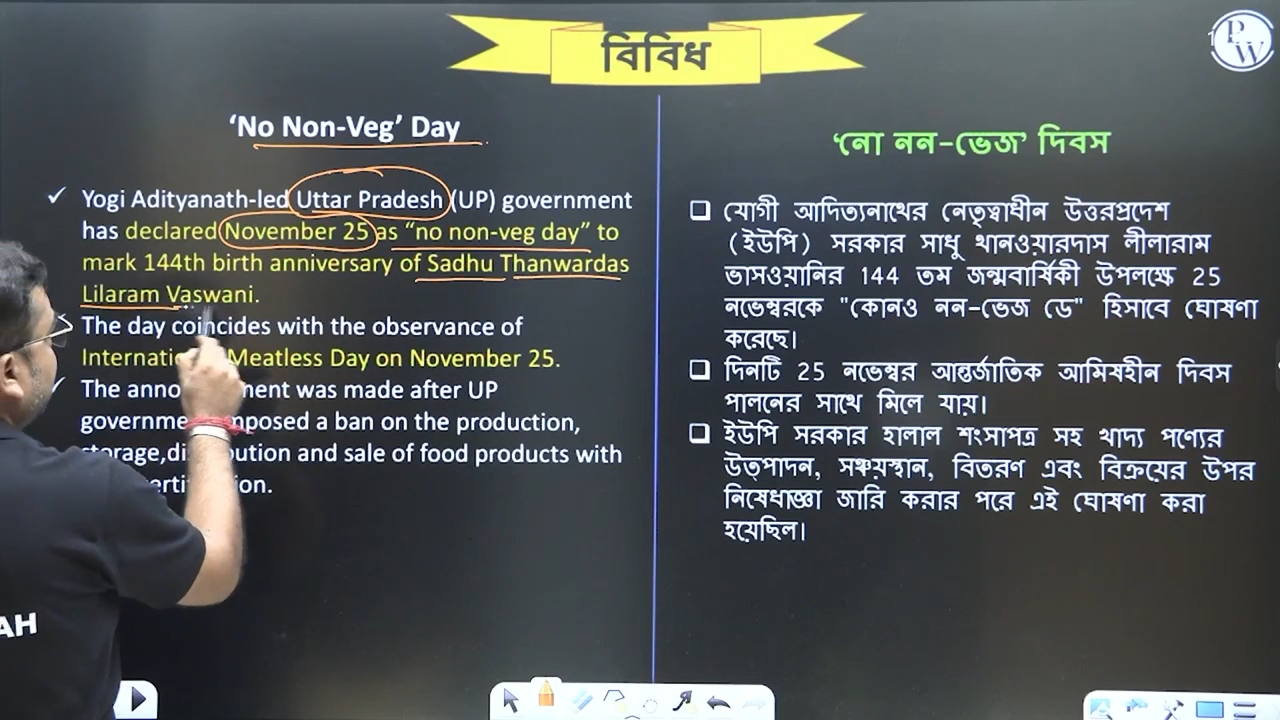 বিবিধ
PW
‘No Non-Veg’ Day
Yogi Adityanath-led Uttar Pradesh (UP) government
has declared November 25 as “no non-veg day” to
mark 144th birth anniversary of Sadhu Thanwardas
Lilaram Vaswani.
The day coincides with the observance of
Meatless Day on November 25.
The was made after UP
a ban on the production,
and sale of food products with
‘নো নন-ভেজ’ দিবস
যোগী আদিত্যনাথের নেতৃত্বাধীন উত্তরপ্রদেশ
(ইউপি) সরকার সাধু থানওয়ারদাস লীলারাম
ভাসওয়ানির 144 তম জন্মবার্ষিকী উপলক্ষে 25
নভেম্বরকে "কোনও নন-ভেজ ডে" হিসাবে ঘোষণা
করেছে।
দিনটি 25 নভেম্বর আন্তর্জাতিক আমিষহীন দিবস
পালনের সাথে মিলে যায়।
ইউপি সরকার হালাল শংসাপত্র সহ খাদ্য পণ্যের
উত্পাদন, সঞ্চয়স্থান, বিতরণ এবং বিক্রয়ের উপর
নিষেধাজ্ঞা জারি করার পরে এই ঘোষণা করা
হয়েছিল।
AH